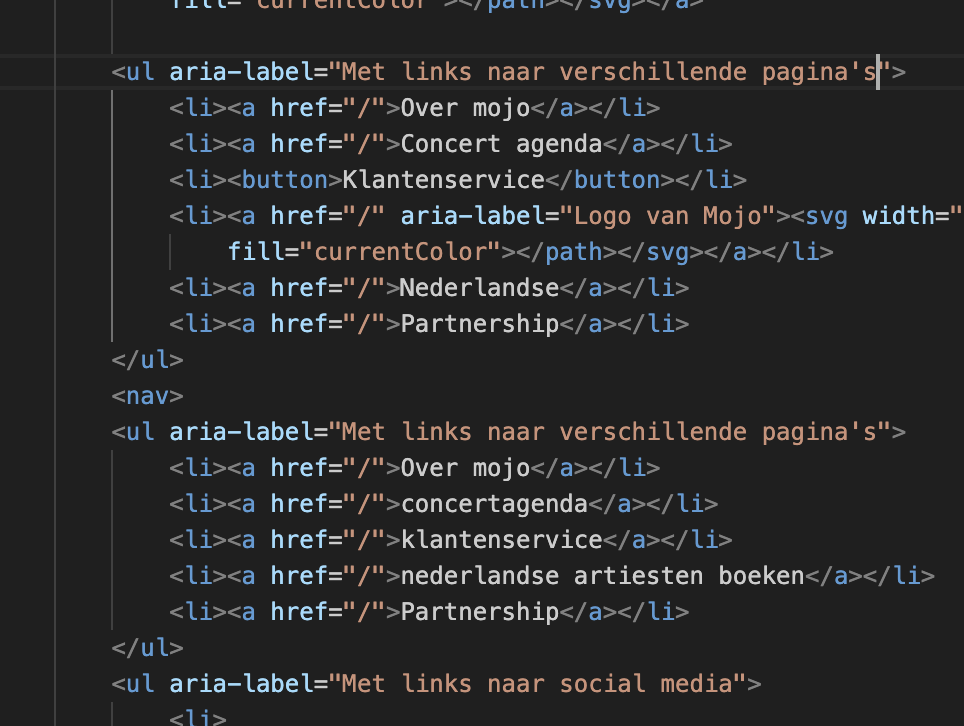 fill="currentColor"></path></svg></a>
<ul aria-label="Met links naar verschillende pagina's">
<li><a href="/">Over mojo</a></li>
<li><a href="/">Concert agenda</a></li>
<li><button>Klantenservice</button></li>
<li><a href="/" aria-label="Logo van Mojo"><svg width="
fill="currentColor"></path></svg></a></li>
<li><a href="/">Nederlandse</a></li>
<li><a href="/">Partnership</a></li>
</ul>
<nav>
<ul aria-label="Met links naar verschillende pagina's">
<li><a href="/">Over mojo</a></li>
<li><a href="/">concertagenda</a></li>
<li><a href="/">klantenservice</a></li>
<li><a href="/">nederlandse artiesten boeken</a></li>
<li><a href="/">Partnership</a></li>
</ul>
<ul aria-label="Met links naar social media">
<li>